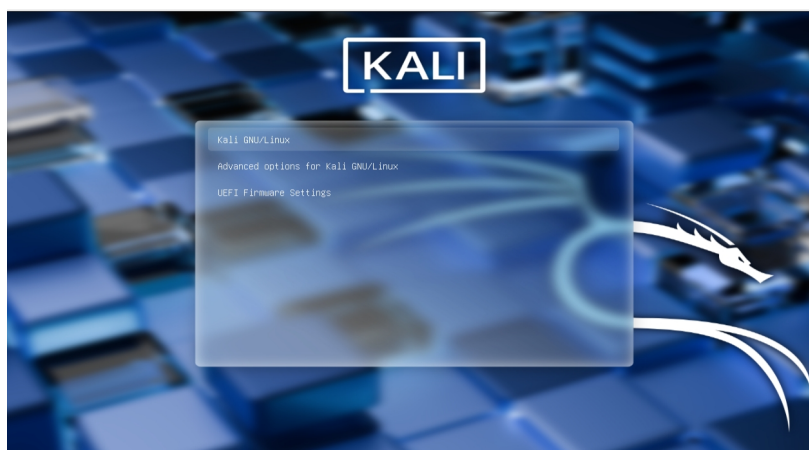 KALI
Kali GNU/Linux
Advanced options for Kali GNU/Linux
UEFI Firmware Settings